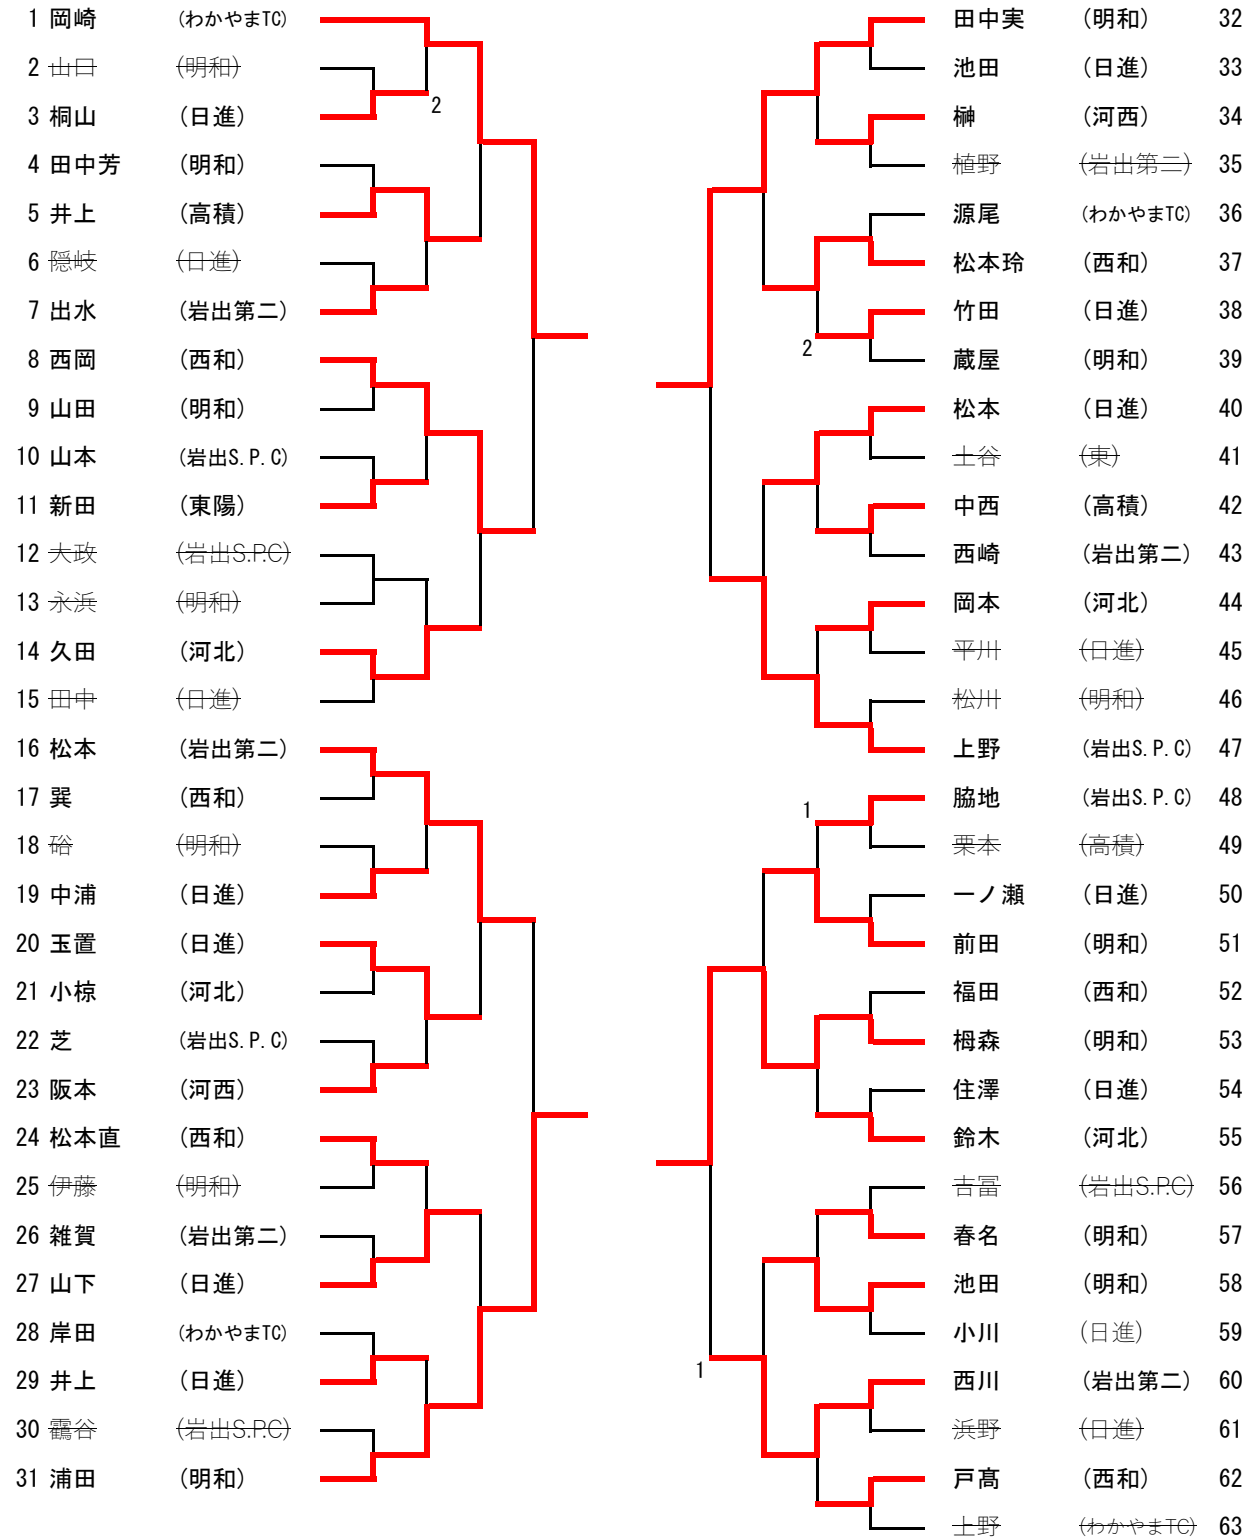 1 岡崎 (わかやまTC)
2 山口 (明和)
3 桐山 (日進)
2
4 田中芳 (明和)
5 井上 (高積)
6 隠岐 (日進)
7 出水 (岩出第二)
8 西岡 (西和)
9 山田 (明和)
10 山本 (岩出S.P.C)
11 新田 (東陽)
12 大政 (岩出S.P.C)
13 永浜 (明和)
14 久田 (河北)
15 田中 (日進)
16 松本 (岩出第二)
17 巽 (西和)
18 硲 (明和)
19 中浦 (日進)
20 玉置 (日進)
21 小椋 (河北)
22 芝 (岩出S.P.C)
23 阪本 (河西)
24 松本直 (西和)
25 伊藤 (明和)
26 雑賀 (岩出第二)
27 山下 (日進)
28 岸田 (わかやまTC)
29 井上 (日進)
30 靍谷 (岩出S.P.C)
31 浦田 (明和)
田中実 (明和) 32
池田 (日進) 33
榊 (河西) 34
植野 (岩出第二) 35
源尾 (わかやまTC) 36
松本玲 (西和) 37
竹田 (日進) 38
2
蔵屋 (明和) 39
松本 (日進) 40
土谷 (東) 41
中西 (高積) 42
西崎 (岩出第二) 43
岡本 (河北) 44
平川 (日進) 45
松川 (明和) 46
上野 (岩出S.P.C) 47
脇地 (岩出S.P.C) 48
1
栗本 (高積) 49
一ノ瀬 (日進) 50
前田 (明和) 51
福田 (西和) 52
栂森 (明和) 53
住澤 (日進) 54
鈴木 (河北) 55
吉冨 (岩出S.P.C) 56
春名 (明和) 57
池田 (明和) 58
小川 (日進) 59
1
西川 (岩出第二) 60
浜野 (日進) 61
戸髙 (西和) 62
上野 (わかやまTC) 63